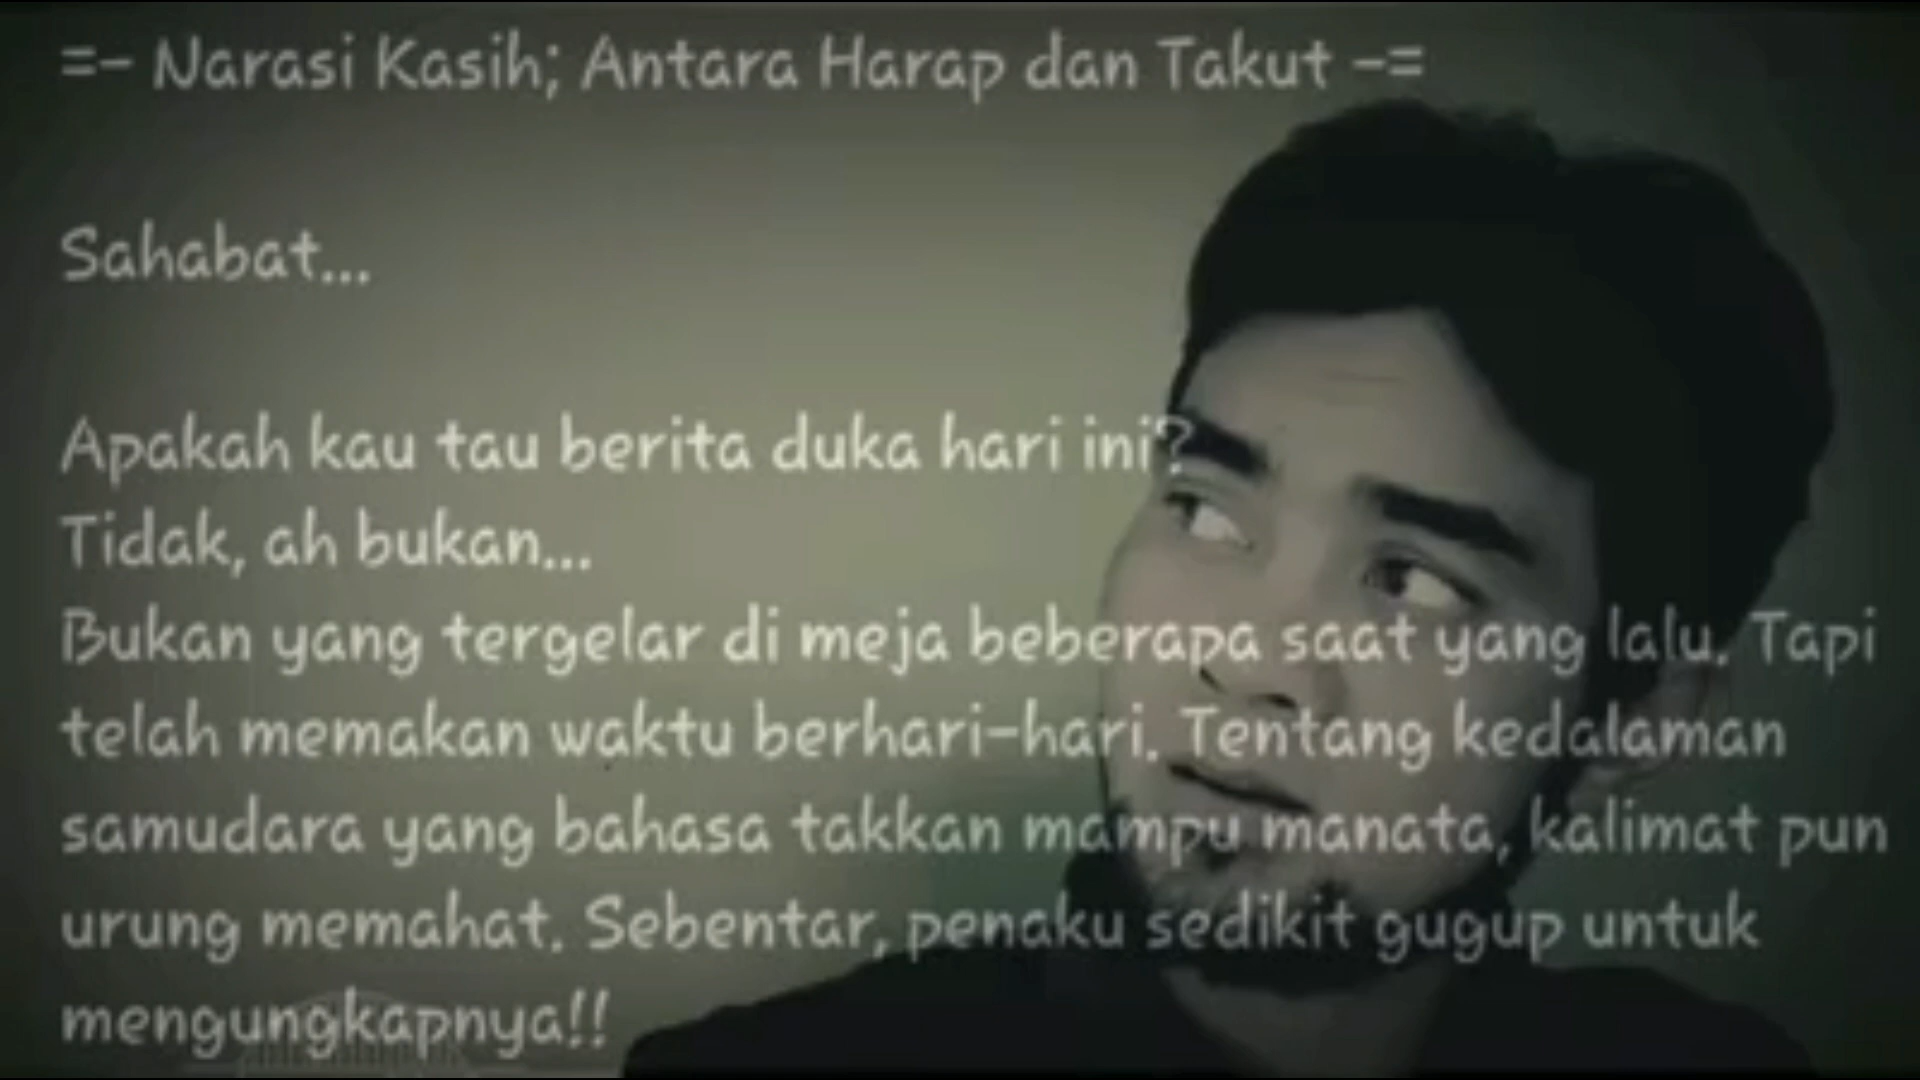 =- Narasi Kasih; Antara Harap dan Takut -=
Sahabat...
Apakah kau tau berita duka hari ini?
Tidak, ah bukan...
Bukan yang tergelar di meja beberapa saat yang lalu. Tapi
telah memakan waktu berhari-hari. Tentang kedalaman
samudara yang bahasa takkan mampu manata, kalimat pun
urung memahat. Sebentar, penaku sedikit gugup untuk
mengungkapnya!!